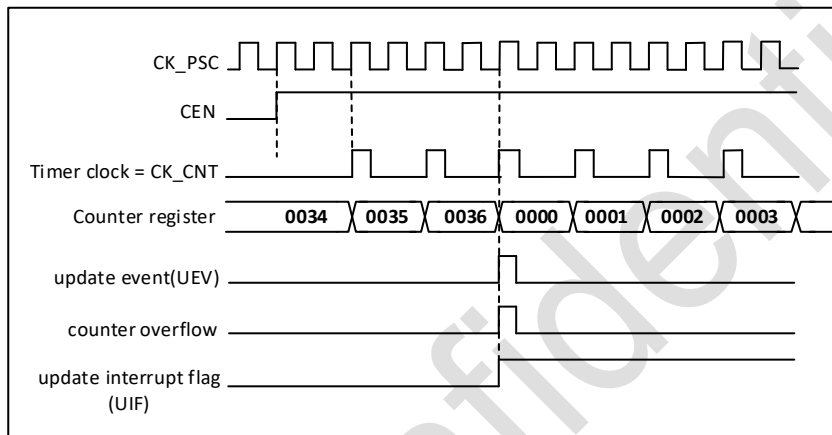 CK_PSC
CEN
Timer clock = CK_CNT
Counter register 0034 0035 0036 0000 0001 0002 0003
update event(UEV)
counter overflow
update interrupt flag
(UIF)